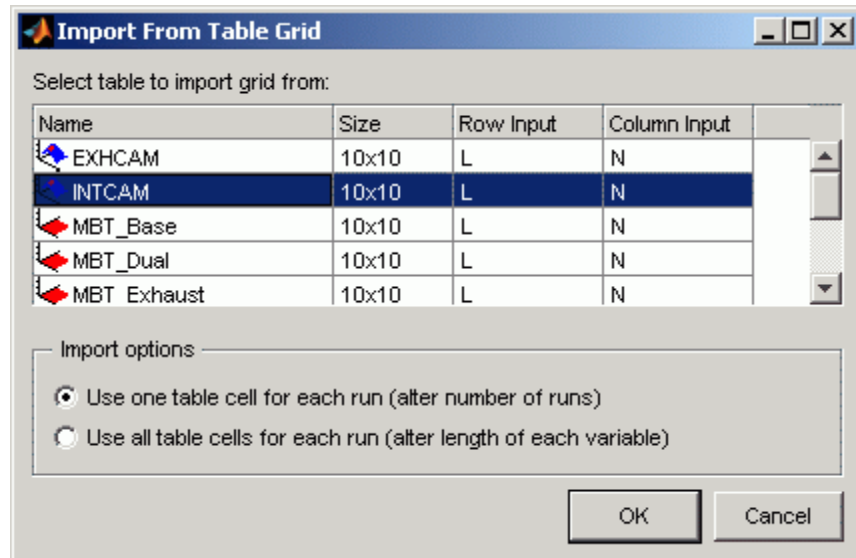 Import From Table Grid
Select table to import grid from:
Name Size Row Input Column Input
EXHCAM 10x10 L N
INTCAM 10x10 L N
MBT_Base 10x10 L N
MBT_Dual 10x10 L N
MBT_Exhaust 10x10 L N
Import options
Use one table cell for each run (alter number of runs)
Use all table cells for each run (alter length of each variable)
OK Cancel